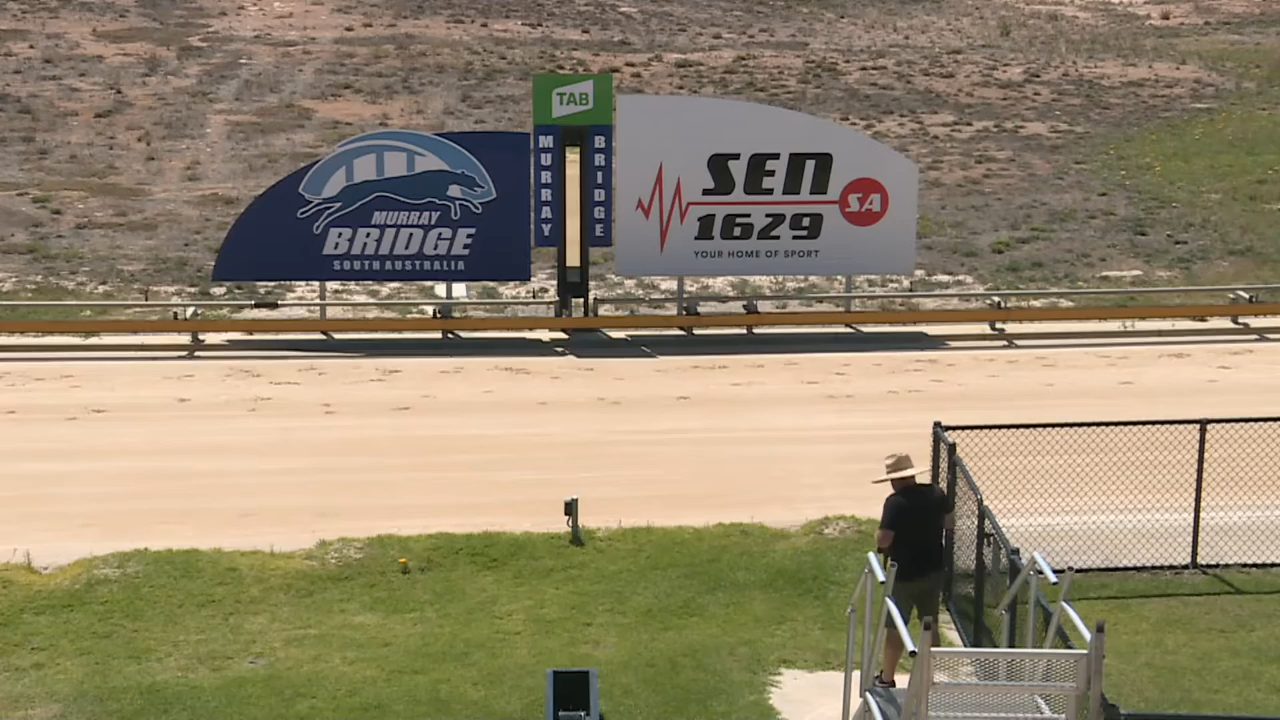 TAB
MURRAY
BRIDGE
MURRAY
BRIDGE
SOUTH AUSTRALIA
SEN
SA
1629
YOUR HOME OF SPORT